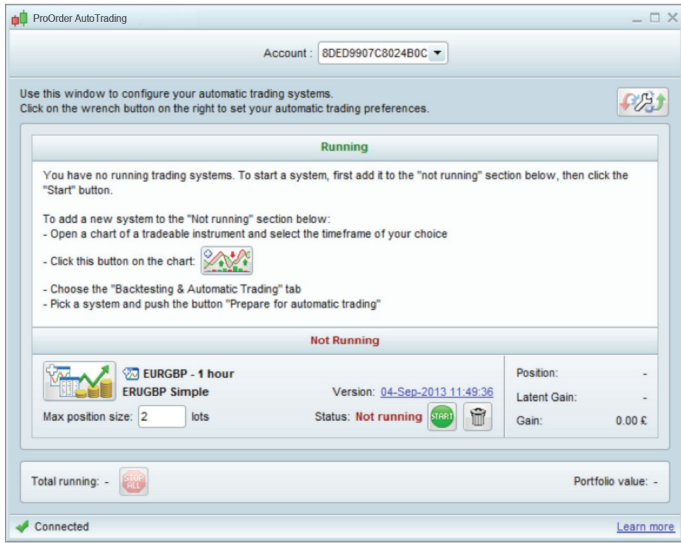 ProOrder AutoTrading
Account : 8DED9907C8024B0C
Use this window to configure your automatic trading systems.
Click on the wrench button on the right to set your automatic trading preferences.
Running
You have no running trading systems. To start a system, first add it to the "not running" section below, then click the
"Start" button.
To add a new system to the "Not running" section below:
- Open a chart of a tradeable instrument and select the timeframe of your choice
- Click this button on the chart:
- Choose the "Backtesting & Automatic Trading" tab
- Pick a system and push the button "Prepare for automatic trading"
Not Running
EURGBP - 1 hour
ERUGBP Simple
Version: 04-Sep-2013 11:49:36
Max position size: 2 lots
Status: Not running START
Position: -
Latent Gain: -
Gain: 0.00 £
Total running: - STOP ALL
Portfolio value: -
Connected
Learn more